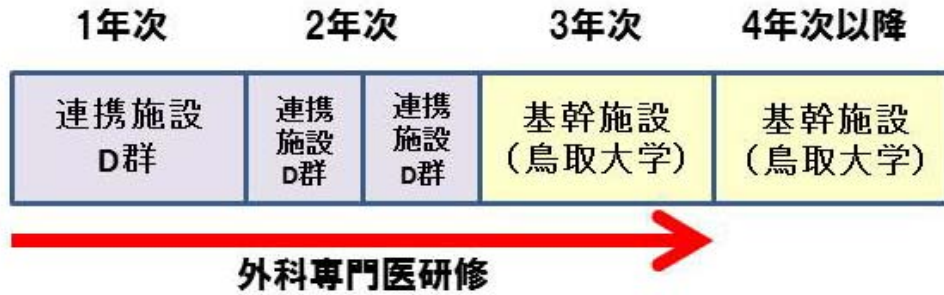 1年次 2年次 3年次 4年次以降
連携施設
D群
連携
施設
D群
連携
施設
D群
基幹施設
（鳥取大学）
基幹施設
（鳥取大学）
外科専門医研修